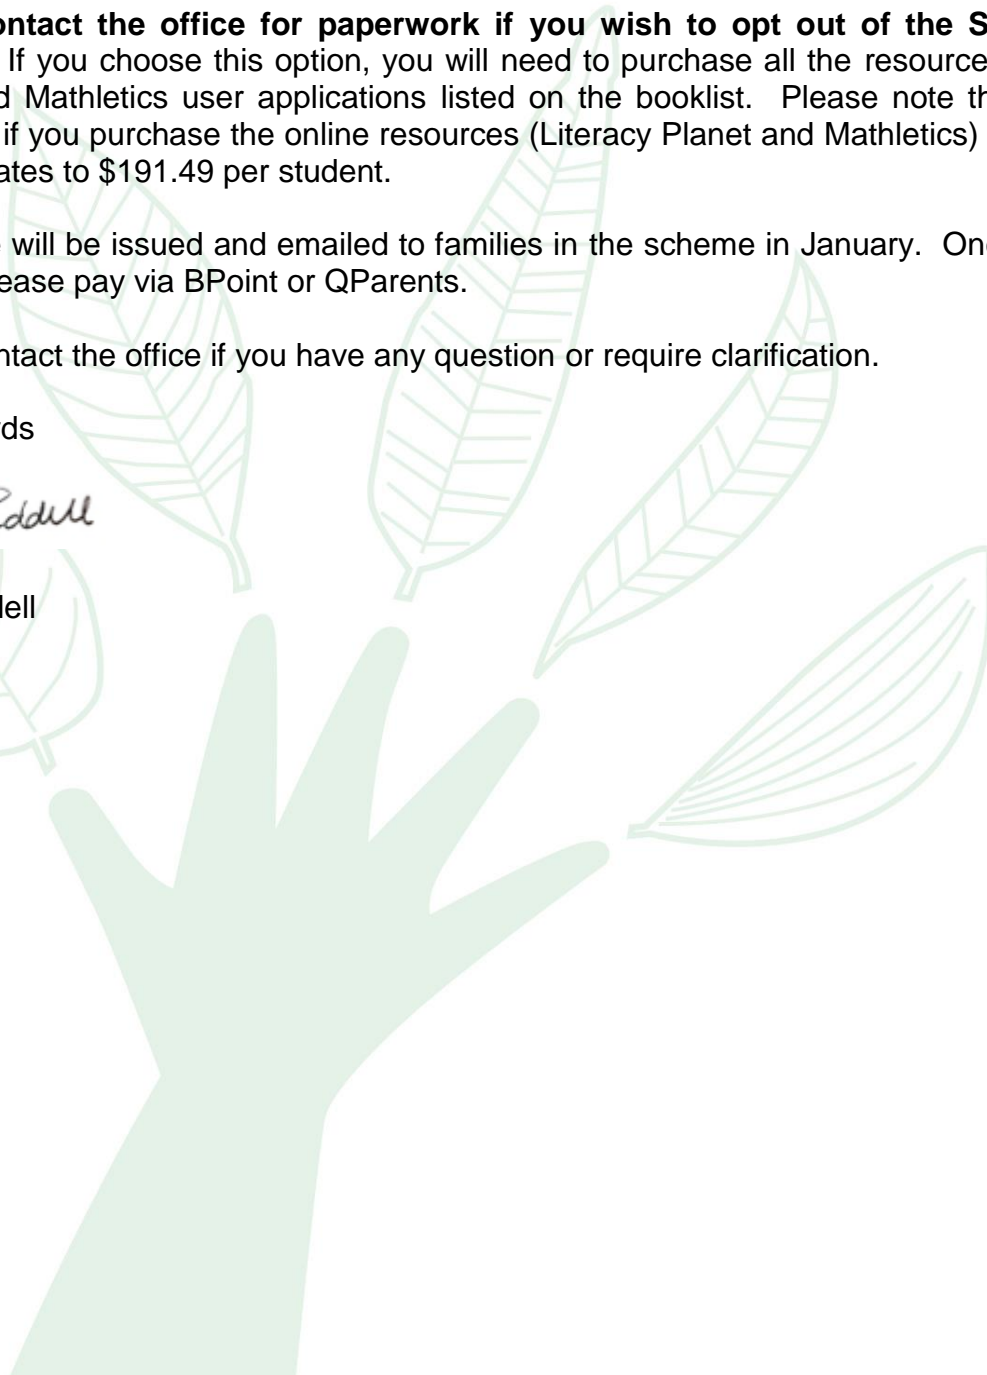 ontact the office for paperwork if you wish to opt out of the S
If you choose this option, you will need to purchase all the resource
d Mathletics user applications listed on the booklist. Please note th
if you purchase the online resources (Literacy Planet and Mathletics)
ates to $191.49 per student.
will be issued and emailed to families in the scheme in January. On
ease pay via BPoint or QParents.
ntact the office if you have any question or require clarification.
ds
ddell
lell